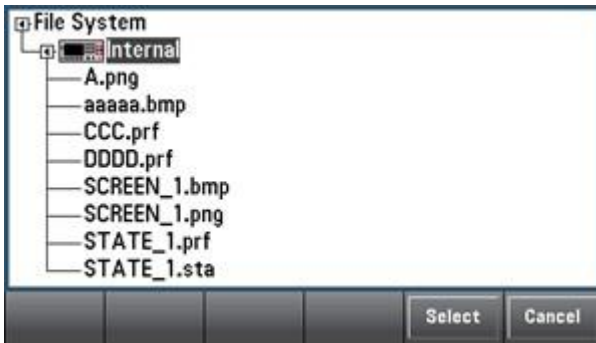 File System
Internal
A.png
aaaaa.bmp
CCC.prf
DDDD.prf
SCREEN_1.bmp
SCREEN_1.png
STATE_1.prf
STATE_1.sta
Select Cancel